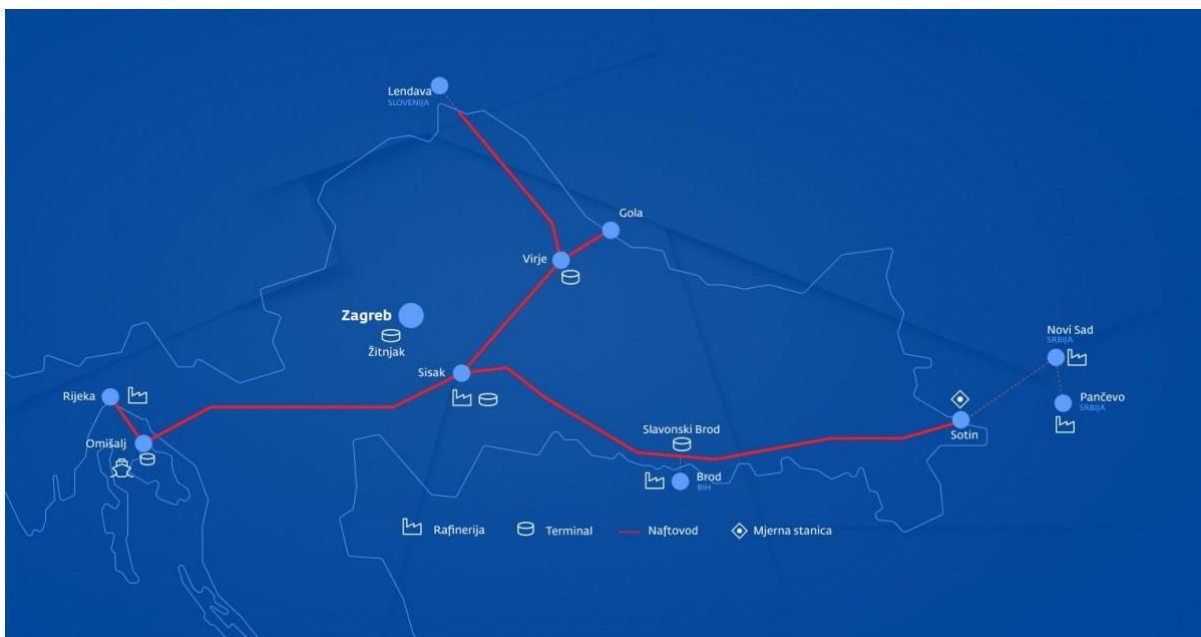 Lendava
SLOVENIJA
Gola
Virje
Zagreb
Žitnjak
Sisak
Rijeka
Omišalj
Slavonski Brod
Brod
BIH
Sotin
Novi Sad
SRBIJA
Pančevo
SRBIJA
Rafinerija
Terminal
Naftovod
Mjerna stanica